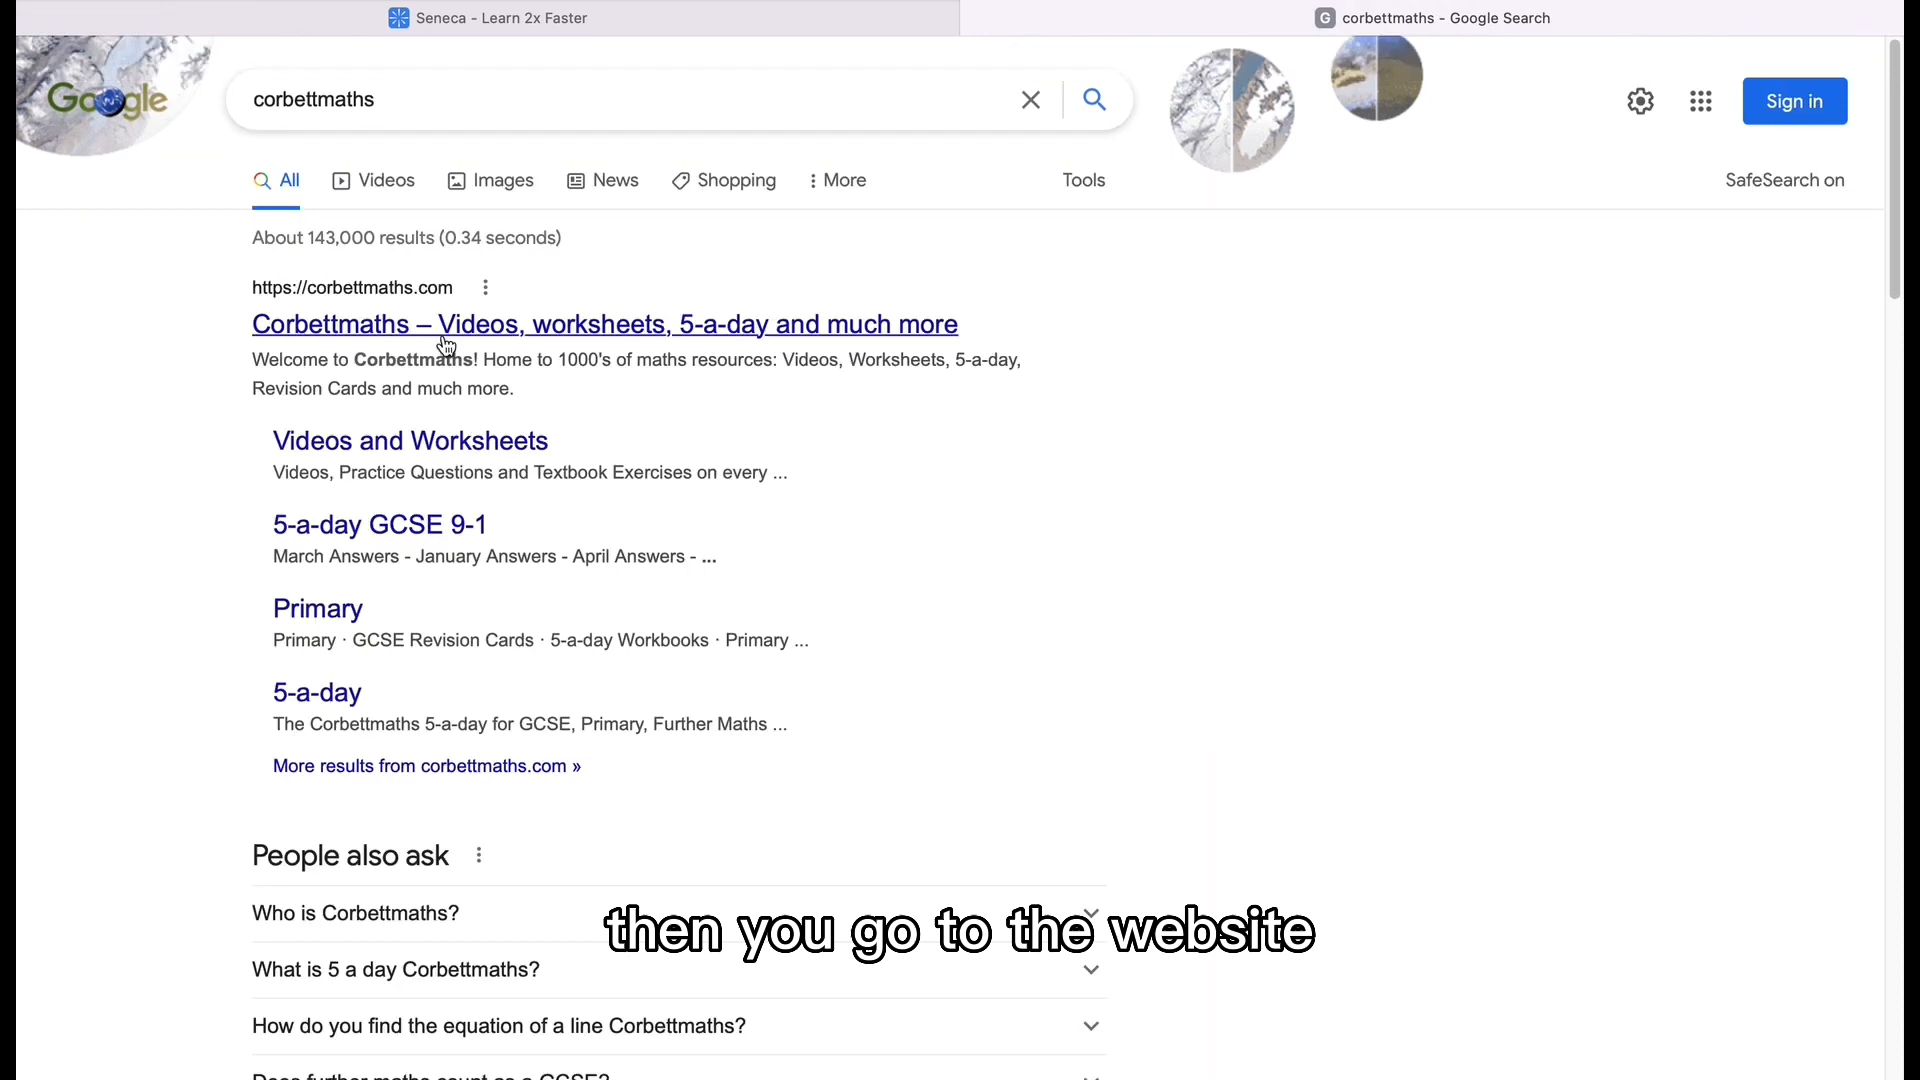 Seneca - Learn 2x Faster
G corbettmaths - Google Search
Google
corbettmaths
Sign in
All Videos Images News Shopping More Tools SafeSearch on
About 143,000 results (0.34 seconds)
https://corbettmaths.com
Corbettmaths – Videos, worksheets, 5-a-day and much more
Welcome to Corbettmaths! Home to 1000's of maths resources: Videos, Worksheets, 5-a-day,
Revision Cards and much more.
Videos and Worksheets
Videos, Practice Questions and Textbook Exercises on every ...
5-a-day GCSE 9-1
March Answers - January Answers - April Answers - ...
Primary
Primary · GCSE Revision Cards · 5-a-day Workbooks · Primary ...
5-a-day
The Corbettmaths 5-a-day for GCSE, Primary, Further Maths ...
More results from corbettmaths.com »
People also ask
Who is Corbettmaths?
then you go to the website
What is 5 a day Corbettmaths?
How do you find the equation of a line Corbettmaths?
Does further maths count as a GCSE?